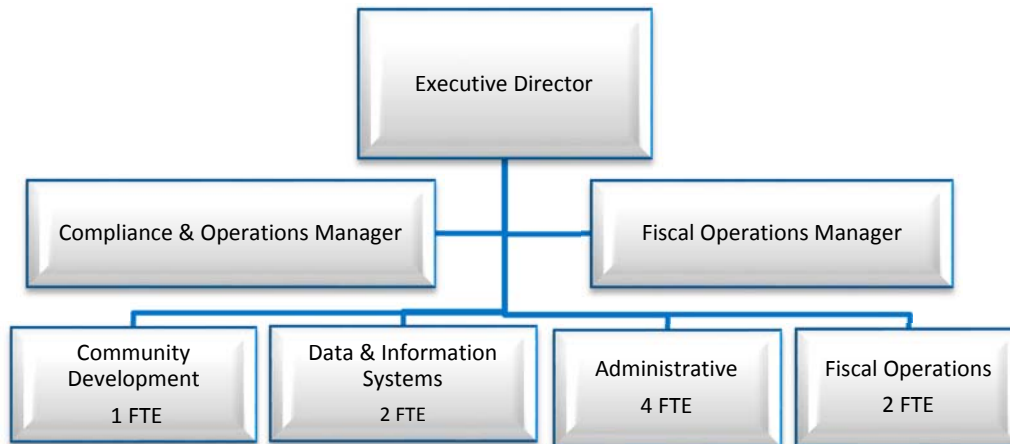 Executive Director
Compliance & Operations Manager
Fiscal Operations Manager
Community
Development
1 FTE
Data & Information
Systems
2 FTE
Administrative
4 FTE
Fiscal Operations
2 FTE